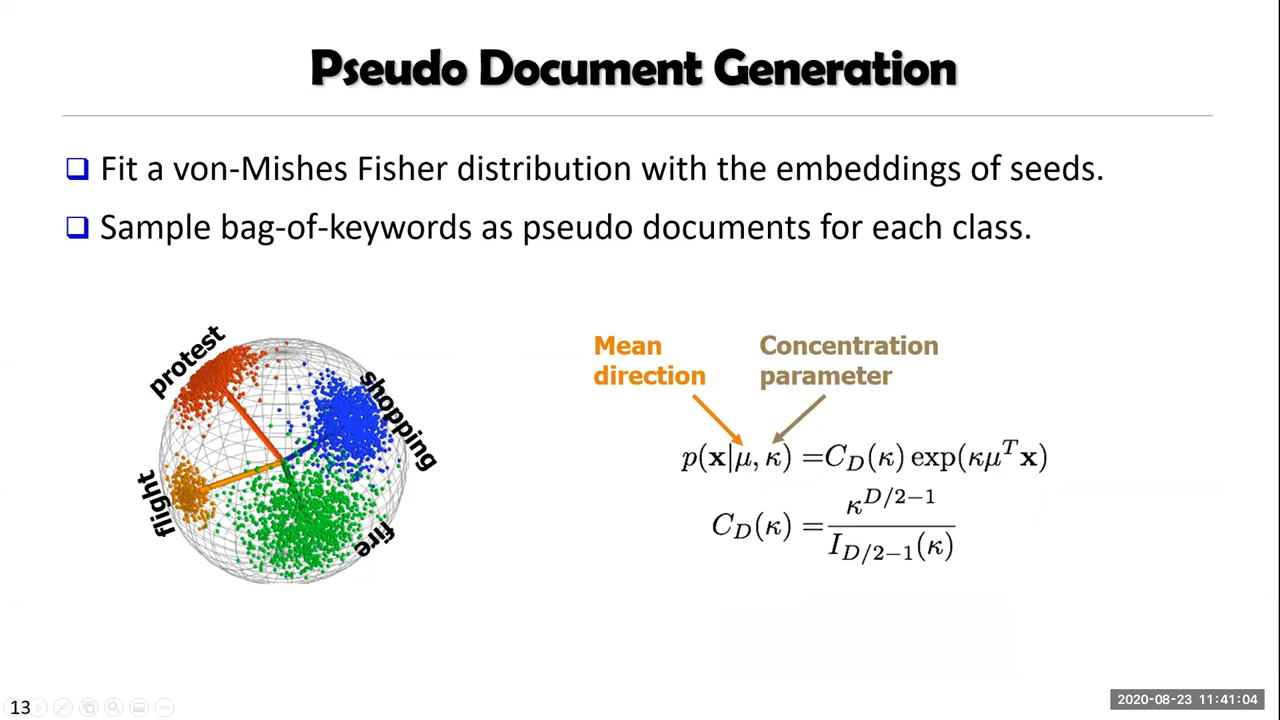 Pseudo Document Generation
Fit a von-Mishes Fisher distribution with the embeddings of seeds.
Sample bag-of-keywords as pseudo documents for each class.
protest
shopping
flight
fire
Mean
direction
Concentration
parameter
p(x|μ, κ) =C_D(κ) exp(κμ^T x)
C_D(κ) = κ^{D/2−1} / I_{D/2−1}(κ)
13
2020-08-23 11:41:04